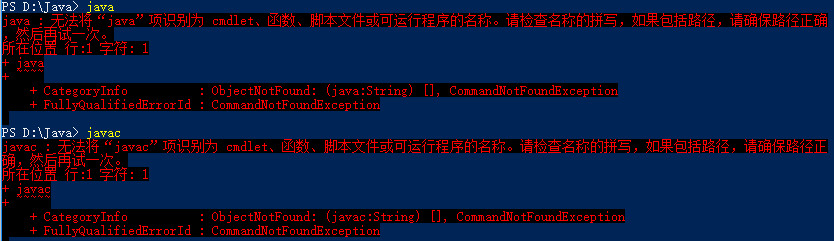 PS D:\Java> java
java : 无法将“java”项识别为 cmdlet、函数、脚本文件或可运行程序的名称。请检查名称的拼写，如果包括路径，请确保路径正确
，然后再试一次。
所在位置 行:1 字符: 1
+ java
+ ~~~~
    + CategoryInfo          : ObjectNotFound: (java:String) [], CommandNotFoundException
    + FullyQualifiedErrorId : CommandNotFoundException
PS D:\Java> javac
javac : 无法将“javac”项识别为 cmdlet、函数、脚本文件或可运行程序的名称。请检查名称的拼写，如果包括路径，请确保路径正
确，然后再试一次。
所在位置 行:1 字符: 1
+ javac
+ ~~~~~
    + CategoryInfo          : ObjectNotFound: (javac:String) [], CommandNotFoundException
    + FullyQualifiedErrorId : CommandNotFoundException